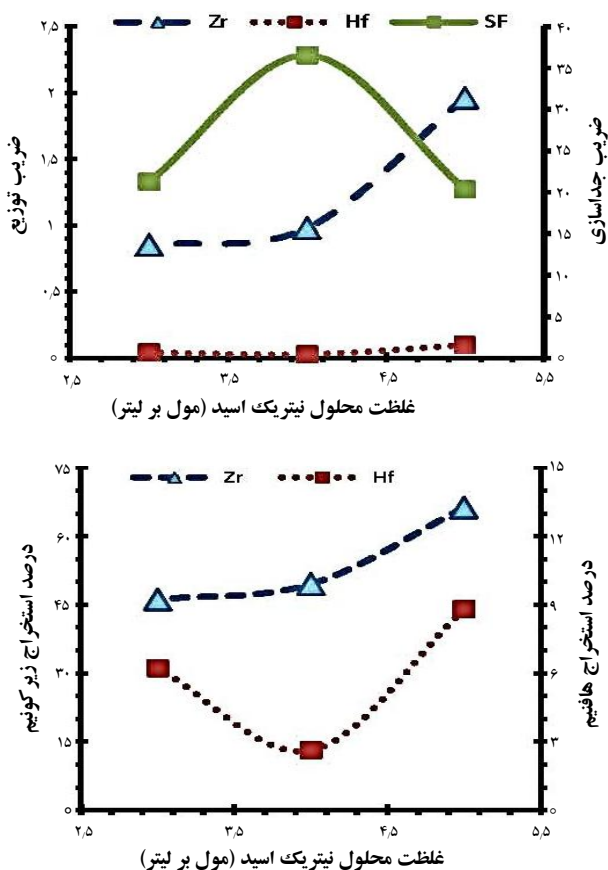 Zr Hf SF
۲٫۵ ۴۰
۳۵
۲ ۳۰
۲۵
۱٫۵
۲۰
۱ ۱۵
۱۰
۰٫۵
۵
۰ ۰
ضریب توزیع
ضریب جداسازی
۲٫۵ ۳٫۵ ۴٫۵ ۵٫۵
غلظت محلول نیتریک اسید (مول بر لیتر)
Zr Hf
۷۵ ۱۵
۶۰ ۱۲
۴۵ ۹
۳۰ ۶
۱۵ ۳
۰ ۰
درصد استخراج زیر کونیم
درصد استخراج هافنیم
۲٫۵ ۳٫۵ ۴٫۵ ۵٫۵
غلظت محلول نیتریک اسید (مول بر لیتر)